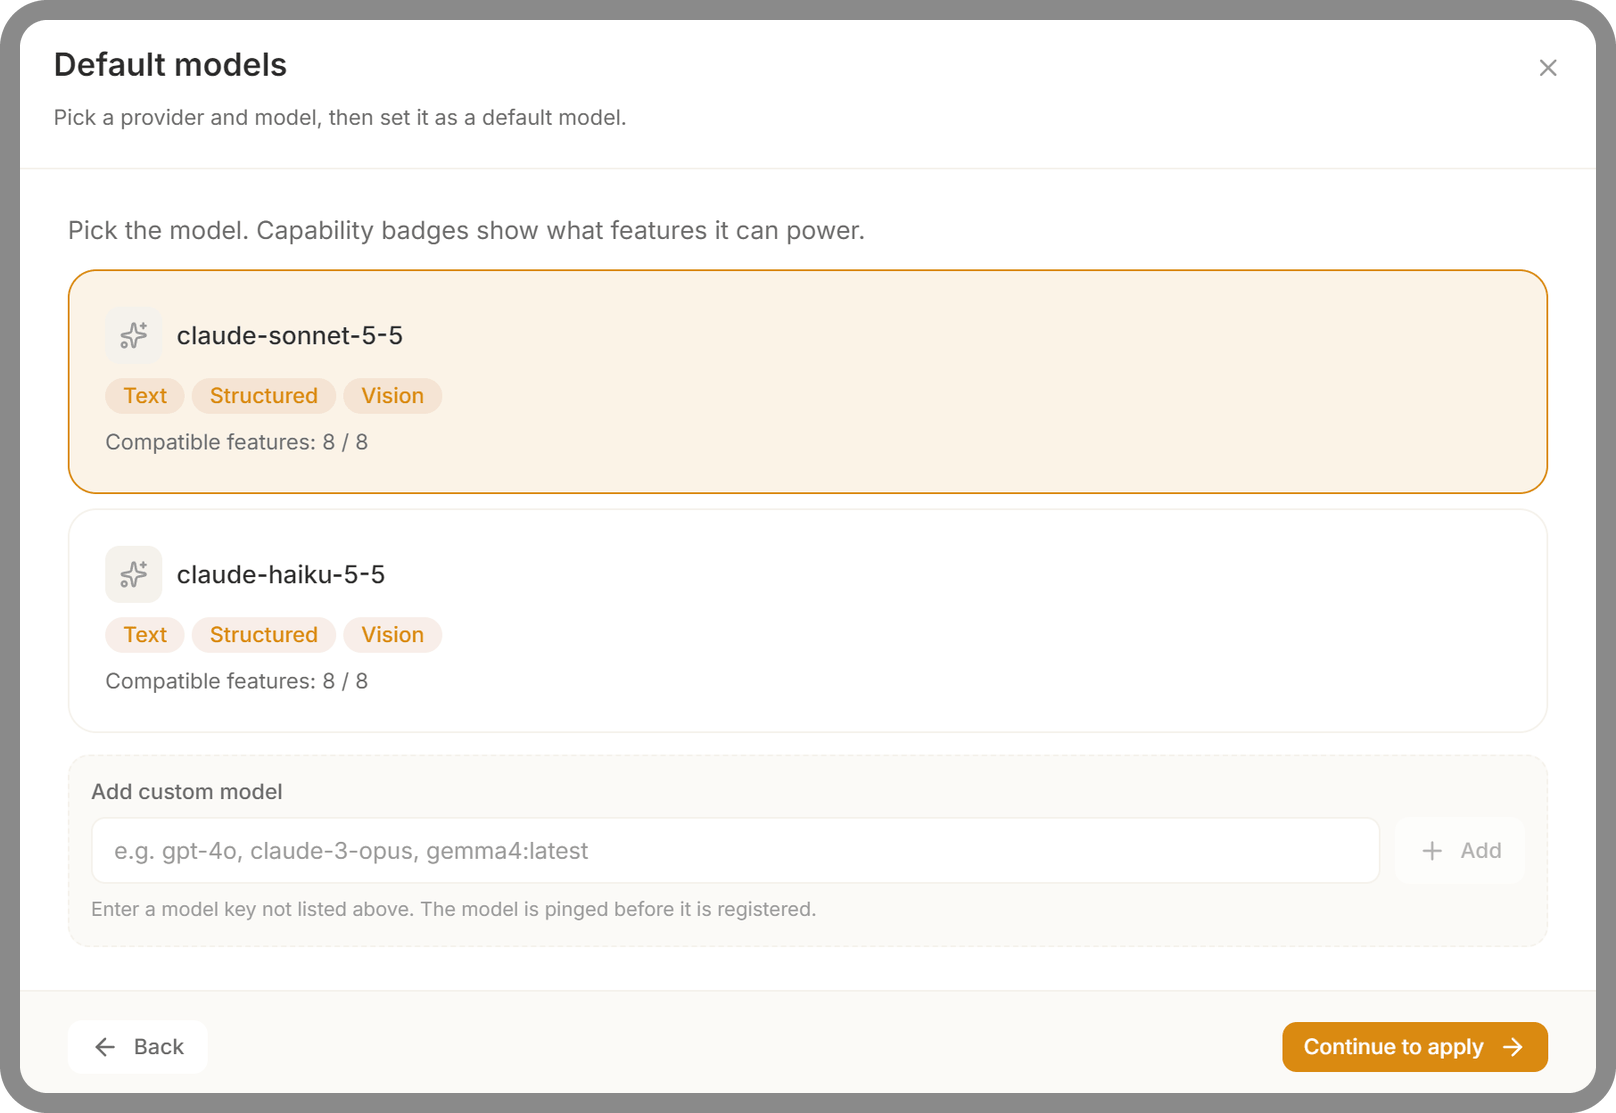 Default models
Pick a provider and model, then set it as a default model.
Pick the model. Capability badges show what features it can power.
claude-sonnet-5-5
Text Structured Vision
Compatible features: 8 / 8
claude-haiku-5-5
Text Structured Vision
Compatible features: 8 / 8
Add custom model
e.g. gpt-4o, claude-3-opus, gemma4:latest
Add
Enter a model key not listed above. The model is pinged before it is registered.
Back
Continue to apply